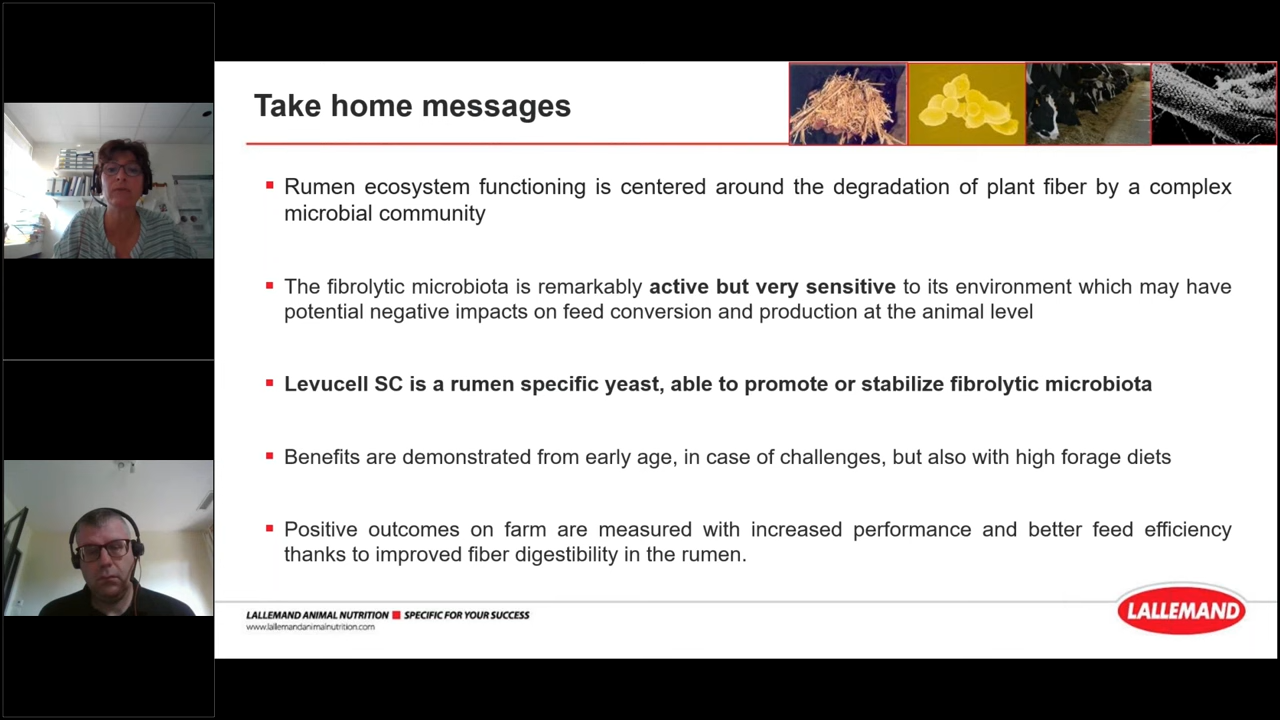 Take home messages
Rumen ecosystem functioning is centered around the degradation of plant fiber by a complex
microbial community
The fibrolytic microbiota is remarkably active but very sensitive to its environment which may have
potential negative impacts on feed conversion and production at the animal level
Levucell SC is a rumen specific yeast, able to promote or stabilize fibrolytic microbiota
Benefits are demonstrated from early age, in case of challenges, but also with high forage diets
Positive outcomes on farm are measured with increased performance and better feed efficiency
thanks to improved fiber digestibility in the rumen.
LALLEMAND ANIMAL NUTRITION SPECIFIC FOR YOUR SUCCESS
www.lallemandanimalnutrition.com
LALLEMAND